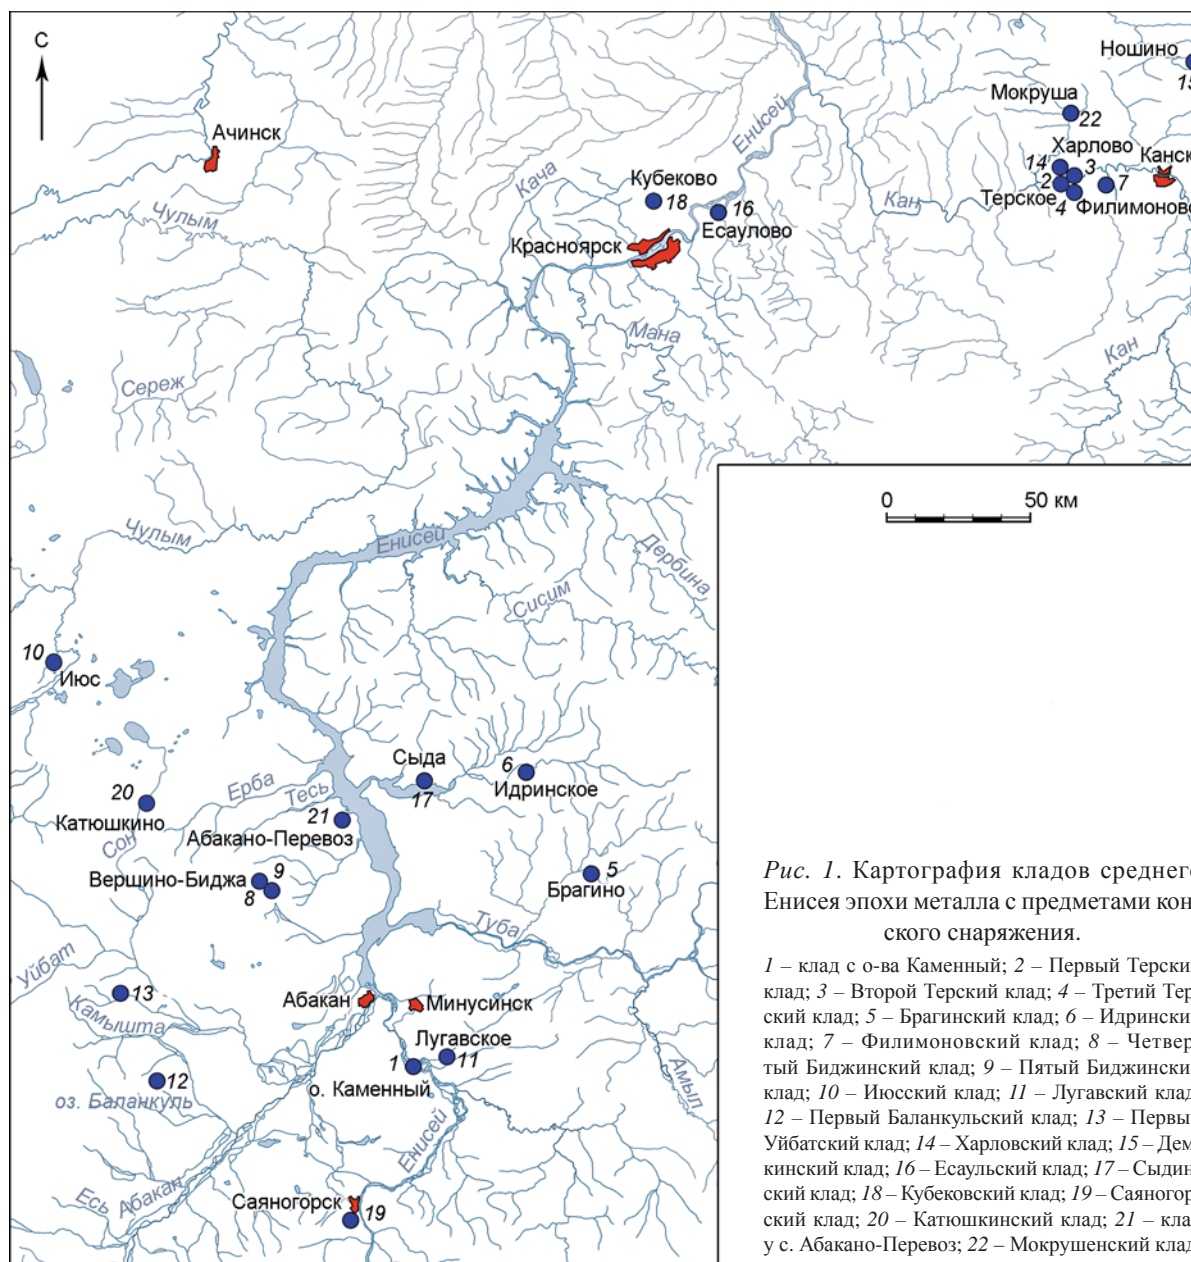 С
Ношино
15
Мокруша
22
Ачинск
Енисей
Харлово
14
3
Канск
Кача
Кубеково
18
16
Есаулово
2
7
Терское
4
Филимоново
Кан
Чулым
Красноярск
Мана
Кан
Сереж
0 50 км
Чулым
Енисей
Дербина
Сисим
10
Июс
Сыда
17
6
Идринское
20
Катюшкино
Ерба
Тесь
21
Абакано-Перевоз
Сон
Вершино-Биджа
9
8
5
Брагино
Туба
Уйбат
13
Камышта
Абакан
Минусинск
Лугавское
11
1
о. Каменный
12
оз. Баланкуль
Амыл
Енисей
Есь
Абакан
Саяногорск
19
Рис. 1. Картография кладов среднего
Енисея эпохи металла с предметами кон
ского снаряжения.
1 – клад с о-ва Каменный; 2 – Первый Терски
клад; 3 – Второй Терский клад; 4 – Третий Тер
ский клад; 5 – Брагинский клад; 6 – Идрински
клад; 7 – Филимоновский клад; 8 – Четвер
тый Биджинский клад; 9 – Пятый Биджински
клад; 10 – Июсский клад; 11 – Лугавский клад
12 – Первый Баланкульский клад; 13 – Первы
Уйбатский клад; 14 – Харловский клад; 15 – Дем
кинский клад; 16 – Есаульский клад; 17 – Сыдин
ский клад; 18 – Кубековский клад; 19 – Саяногор
ский клад; 20 – Катюшкинский клад; 21 – кла
у с. Абакано-Перевоз; 22 – Мокрушенский клад